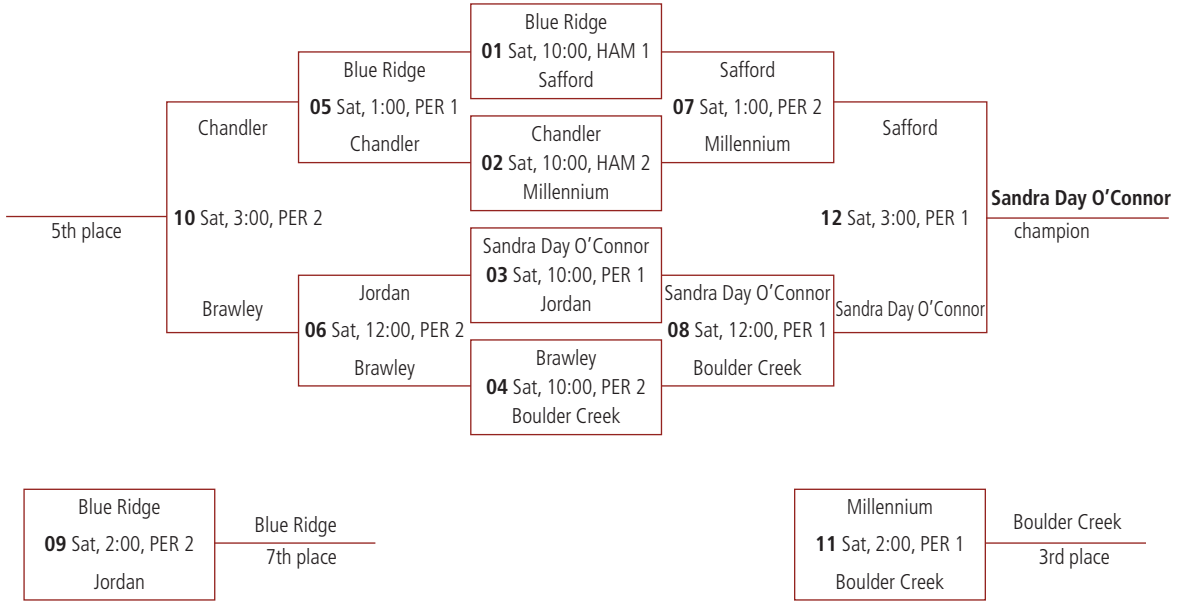 Blue Ridge
01 Sat, 10:00, HAM 1
Safford
Blue Ridge
05 Sat, 1:00, PER 1
Chandler
Safford
07 Sat, 1:00, PER 2
Millennium
Chandler
02 Sat, 10:00, HAM 2
Millennium
Chandler
10 Sat, 3:00, PER 2
Brawley
5th place
Safford
12 Sat, 3:00, PER 1
Sandra Day O’Connor
Sandra Day O’Connor
champion
Sandra Day O’Connor
03 Sat, 10:00, PER 1
Jordan
Jordan
06 Sat, 12:00, PER 2
Brawley
Sandra Day O’Connor
08 Sat, 12:00, PER 1
Boulder Creek
Brawley
04 Sat, 10:00, PER 2
Boulder Creek
Blue Ridge
09 Sat, 2:00, PER 2
Jordan
Blue Ridge
7th place
Millennium
11 Sat, 2:00, PER 1
Boulder Creek
Boulder Creek
3rd place